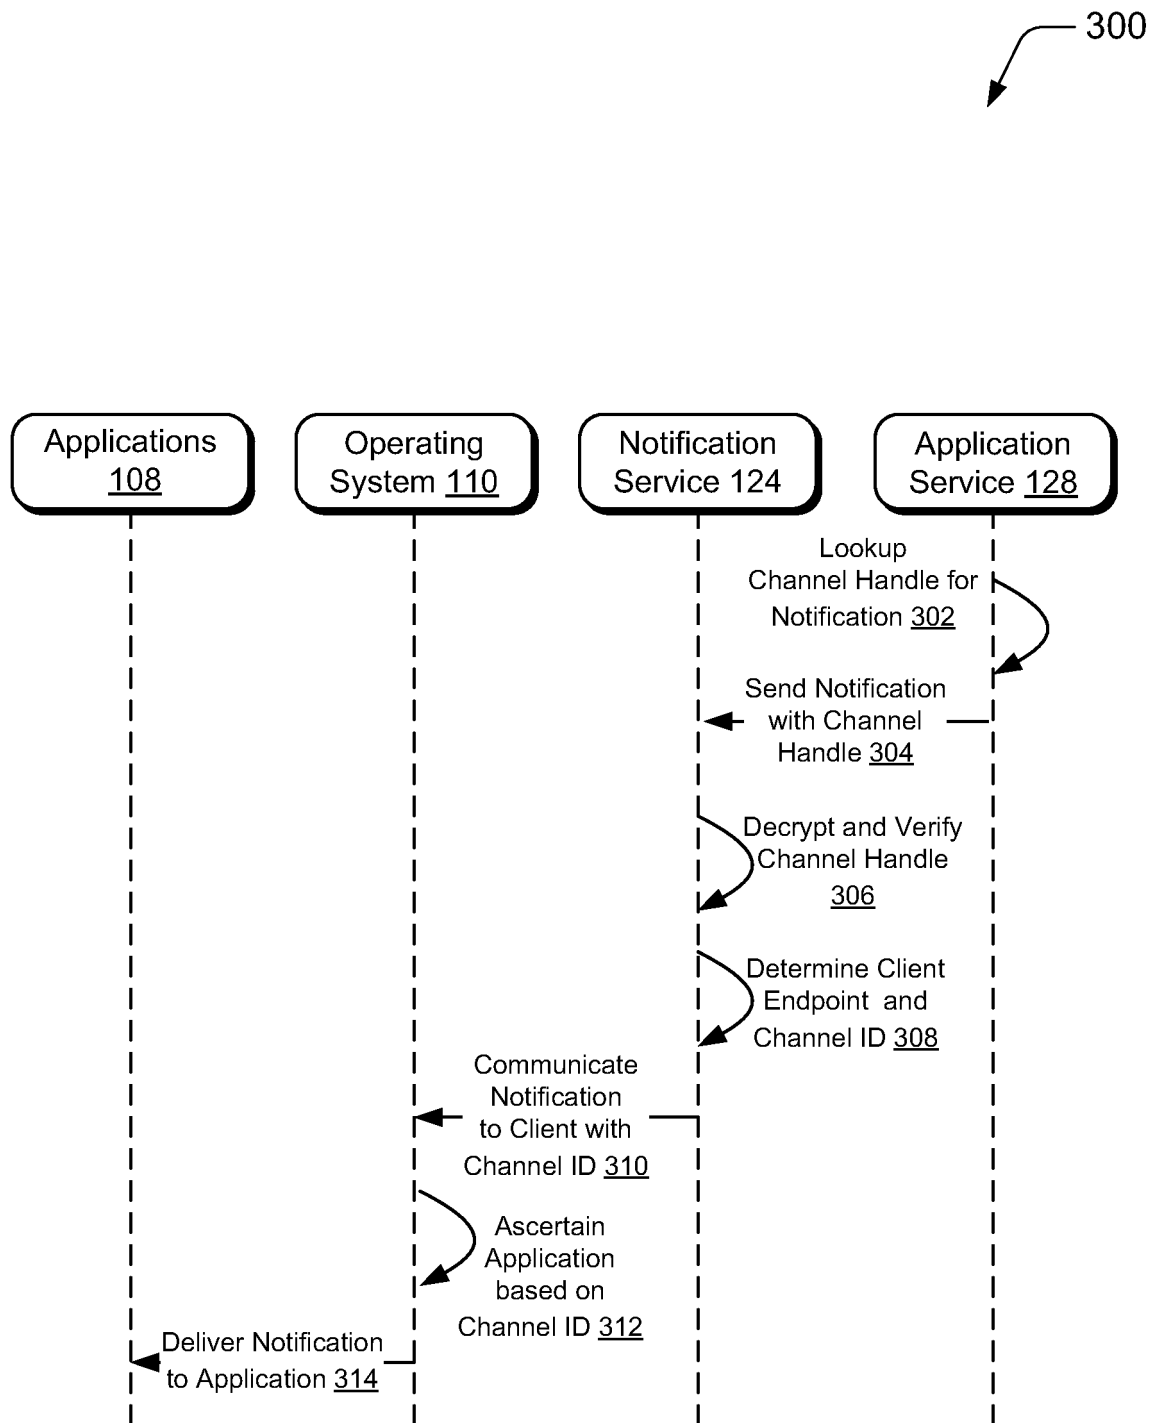 300
Applications
108
Operating
System 110
Notification
Service 124
Application
Service 128
Lookup
Channel Handle for
Notification 302
Send Notification
with Channel
Handle 304
Decrypt and Verify
Channel Handle
306
Determine Client
Endpoint and
Channel ID 308
Communicate
Notification
to Client with
Channel ID 310
Ascertain
Application
based on
Channel ID 312
Deliver Notification
to Application 314